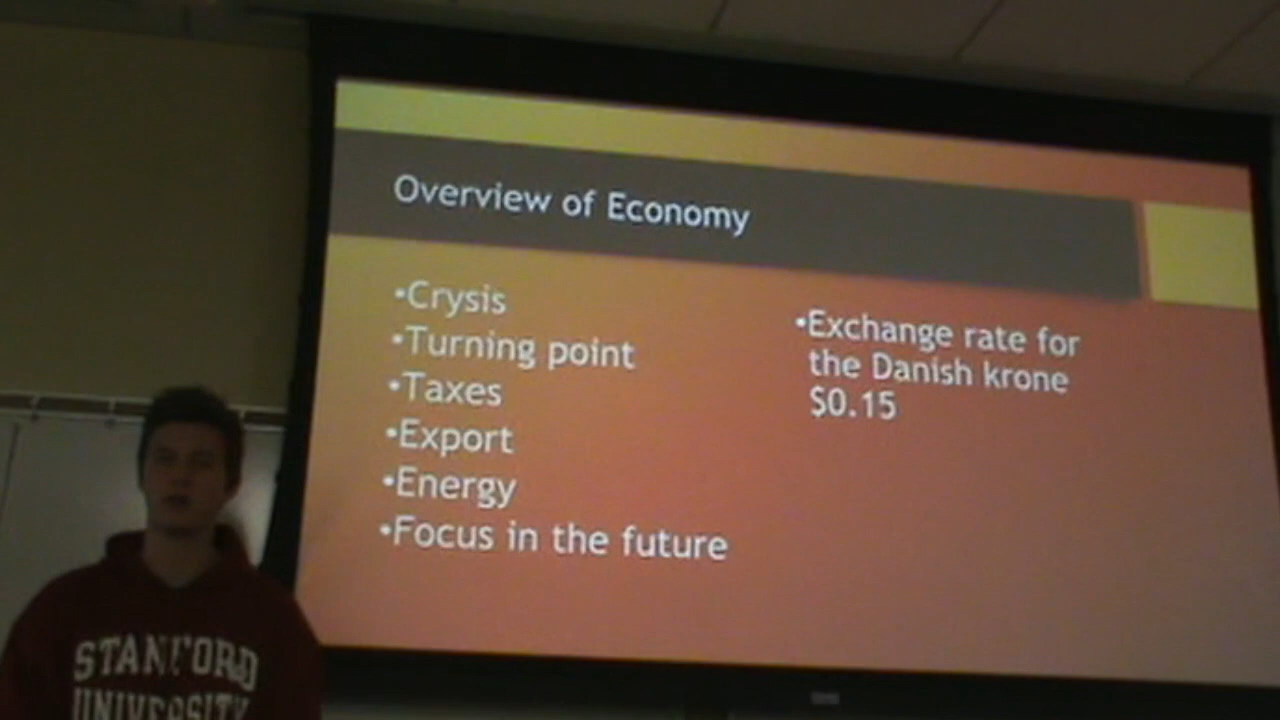 Overview of Economy
•Crysis
•Turning point
•Taxes
•Export
•Energy
•Focus in the future
•Exchange rate for
the Danish krone
$0.15
STANFORD
UNIVERSITY